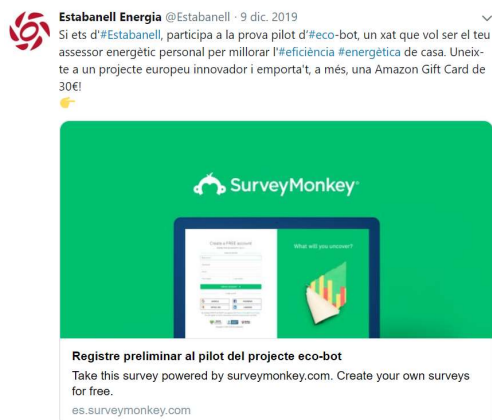 Estabanell Energia @Estabanell · 9 dic. 2019
Si ets d'#Estabanell, participa a la prova pilot d'#eco-bot, un xat que vol ser el teu
assessor energètic personal per millorar l'#eficiència #energètica de casa. Uneix-
te a un projecte europeu innovador i emporta't, a més, una Amazon Gift Card de
30€!
SurveyMonkey
Create a FREE account
What will you uncover?
Registre preliminar al pilot del projecte eco-bot
Take this survey powered by surveymonkey.com. Create your own surveys
for free.
es.surveymonkey.com